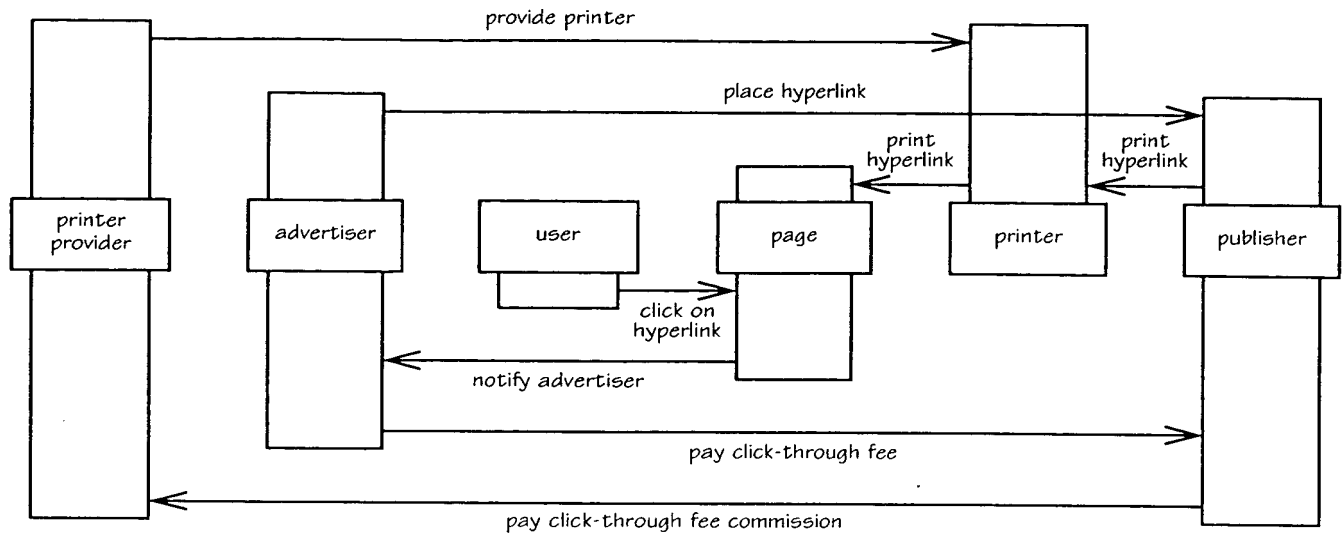 provide printer
place hyperlink
print
hyperlink
print
hyperlink
printer
provider
advertiser
user
page
printer
publisher
click on
hyperlink
notify advertiser
pay click-through fee
pay click-through fee commission